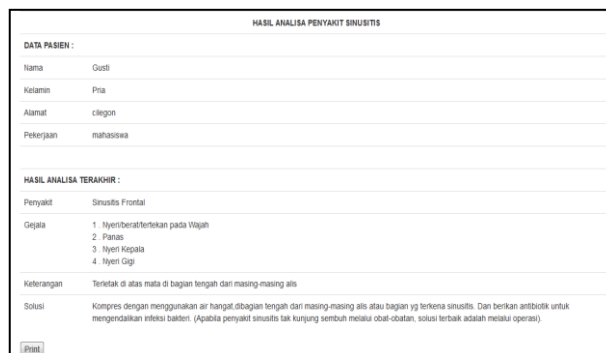 HASIL ANALISA PENYAKIT SINUSITIS
DATA PASIEN :
Nama Gusti
Kelamin Pria
Alamat cilegon
Pekerjaan mahasiswa
HASIL ANALISA TERAKHIR :
Penyakit Sinusitis Frontal
Gejala 1 . Nyeri/berat/tertekan pada Wajah
2 . Panas
3 . Nyeri Kepala
4 . Nyeri Gigi
Keterangan Terletak di atas mata di bagian tengah dari masing-masing alis
Solusi Kompres dengan menggunakan air hangat,dibagian tengah dari masing-masing alis atau bagian yg terkena sinusitis. Dan berikan antibiotik untuk
mengendalikan infeksi bakteri. (Apabila penyakit sinusitis tak kunjung sembuh melalui obat-obatan, solusi terbaik adalah melalui operasi).
Print